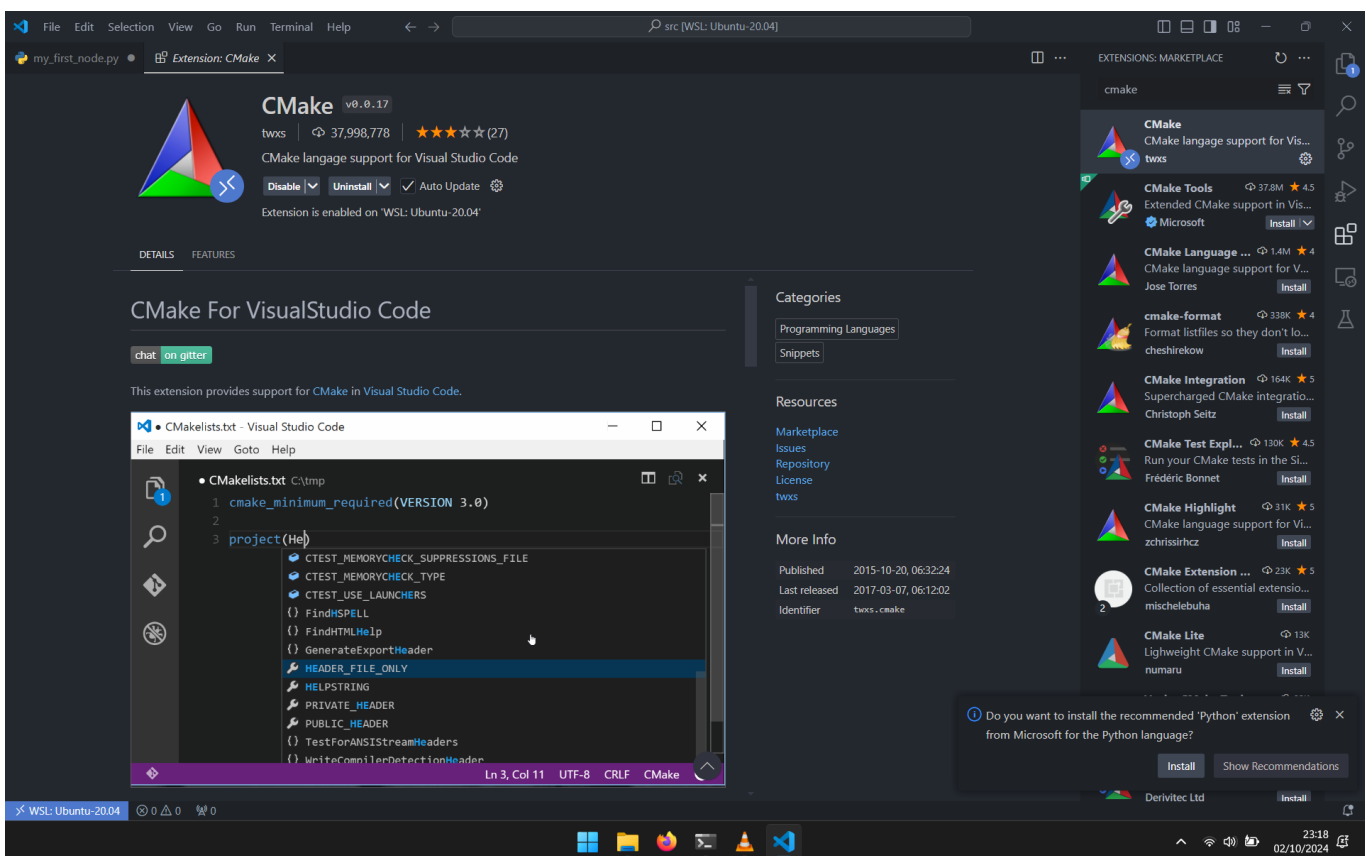 File Edit Selection View Go Run Terminal Help
src [WSL: Ubuntu-20.04]
my_first_node.py
Extension: CMake
CMake v0.0.17
twxs 37,998,778 (27)
CMake langage support for Visual Studio Code
Disable Uninstall Auto Update
Extension is enabled on 'WSL: Ubuntu-20.04'
DETAILS FEATURES
CMake For VisualStudio Code
chat on gitter
This extension provides support for CMake in Visual Studio Code.
● CMakelists.txt - Visual Studio Code
File Edit View Goto Help
1
● CMakelists.txt C:\tmp
1 cmake_minimum_required(VERSION 3.0)
2
3 project(He)
CTEST_MEMORYCHECK_SUPPRESSIONS_FILE
CTEST_MEMORYCHECK_TYPE
CTEST_USE_LAUNCHERS
{} FindHSPELL
{} FindHTMLHelp
{} GenerateExportHeader
HEADER_FILE_ONLY
HELPSTRING
PRIVATE_HEADER
PUBLIC_HEADER
{} TestForANSIStreamHeaders
{} WriteCompilerDetectionHeader
Ln 3, Col 11 UTF-8 CRLF CMake
Categories
Programming Languages
Snippets
Resources
Marketplace
Issues
Repository
License
twxs
More Info
Published 2015-10-20, 06:32:24
Last released 2017-03-07, 06:12:02
Identifier twxs.cmake
EXTENSIONS: MARKETPLACE
cmake
CMake
CMake langage support for Vis...
twxs
CMake Tools 37.8M 4.5
Extended CMake support in Vis...
Microsoft Install
CMake Language ... 1.4M 4
CMake language support for V...
Jose Torres Install
cmake-format 338K 4
Format listfiles so they don't lo...
cheshirekow Install
CMake Integration 164K 5
Supercharged CMake integratio...
Christoph Seitz Install
CMake Test Expl... 130K 4.5
Run your CMake tests in the Si...
Frédéric Bonnet Install
CMake Highlight 31K 5
CMake language support for Vi...
zchrissirhcz Install
CMake Extension ... 23K 5
Collection of essential extensio...
2 mischelebuha Install
CMake Lite 13K
Lighweight CMake support in V...
numaru Install
Do you want to install the recommended 'Python' extension
from Microsoft for the Python language?
Install Show Recommendations
Derivitec Ltd Install
1
WSL: Ubuntu-20.04 0 0 0
23:18
02/10/2024